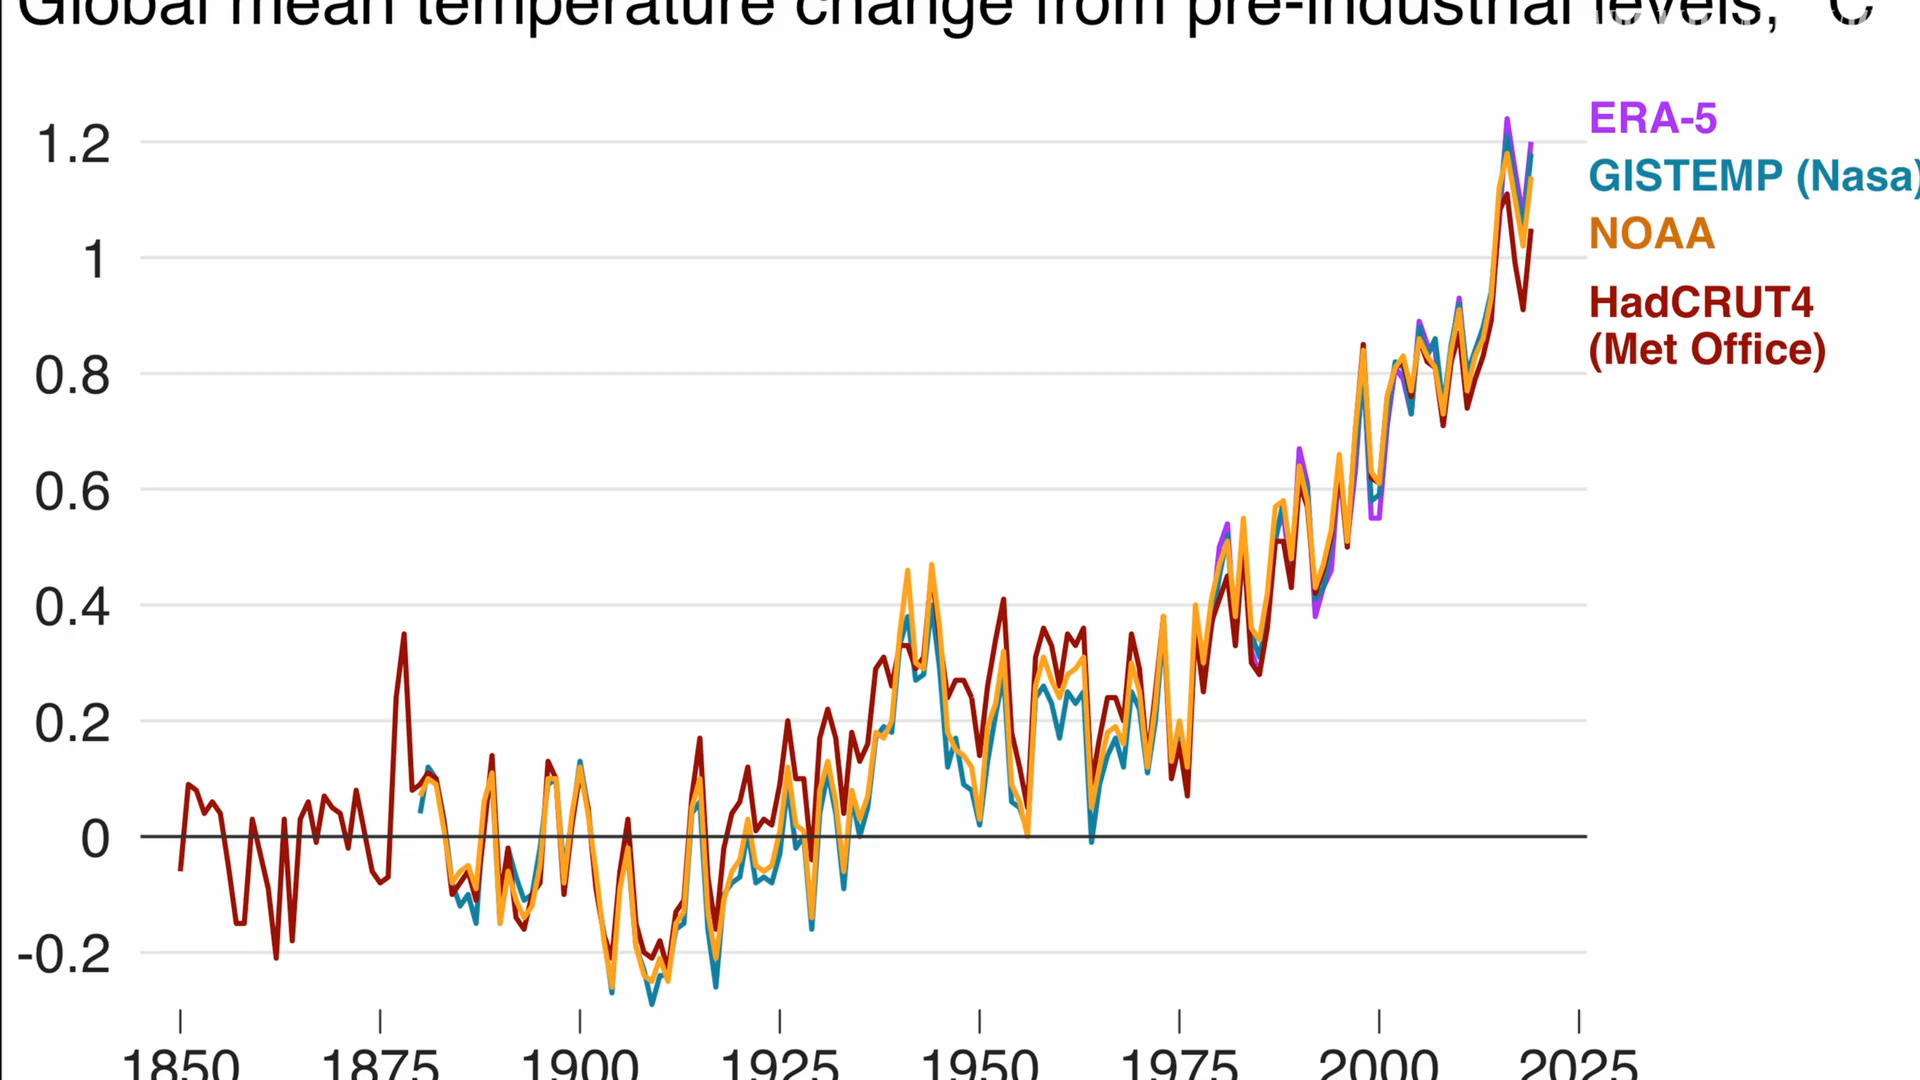 Global mean temperature change from pre-industrial levels, °C
ERA-5
1.2
GISTEMP (Nasa)
NOAA
1
HadCRUT4
(Met Office)
0.8
0.6
0.4
0.2
0
-0.2
1850 1875 1900 1925 1950 1975 2000 2025